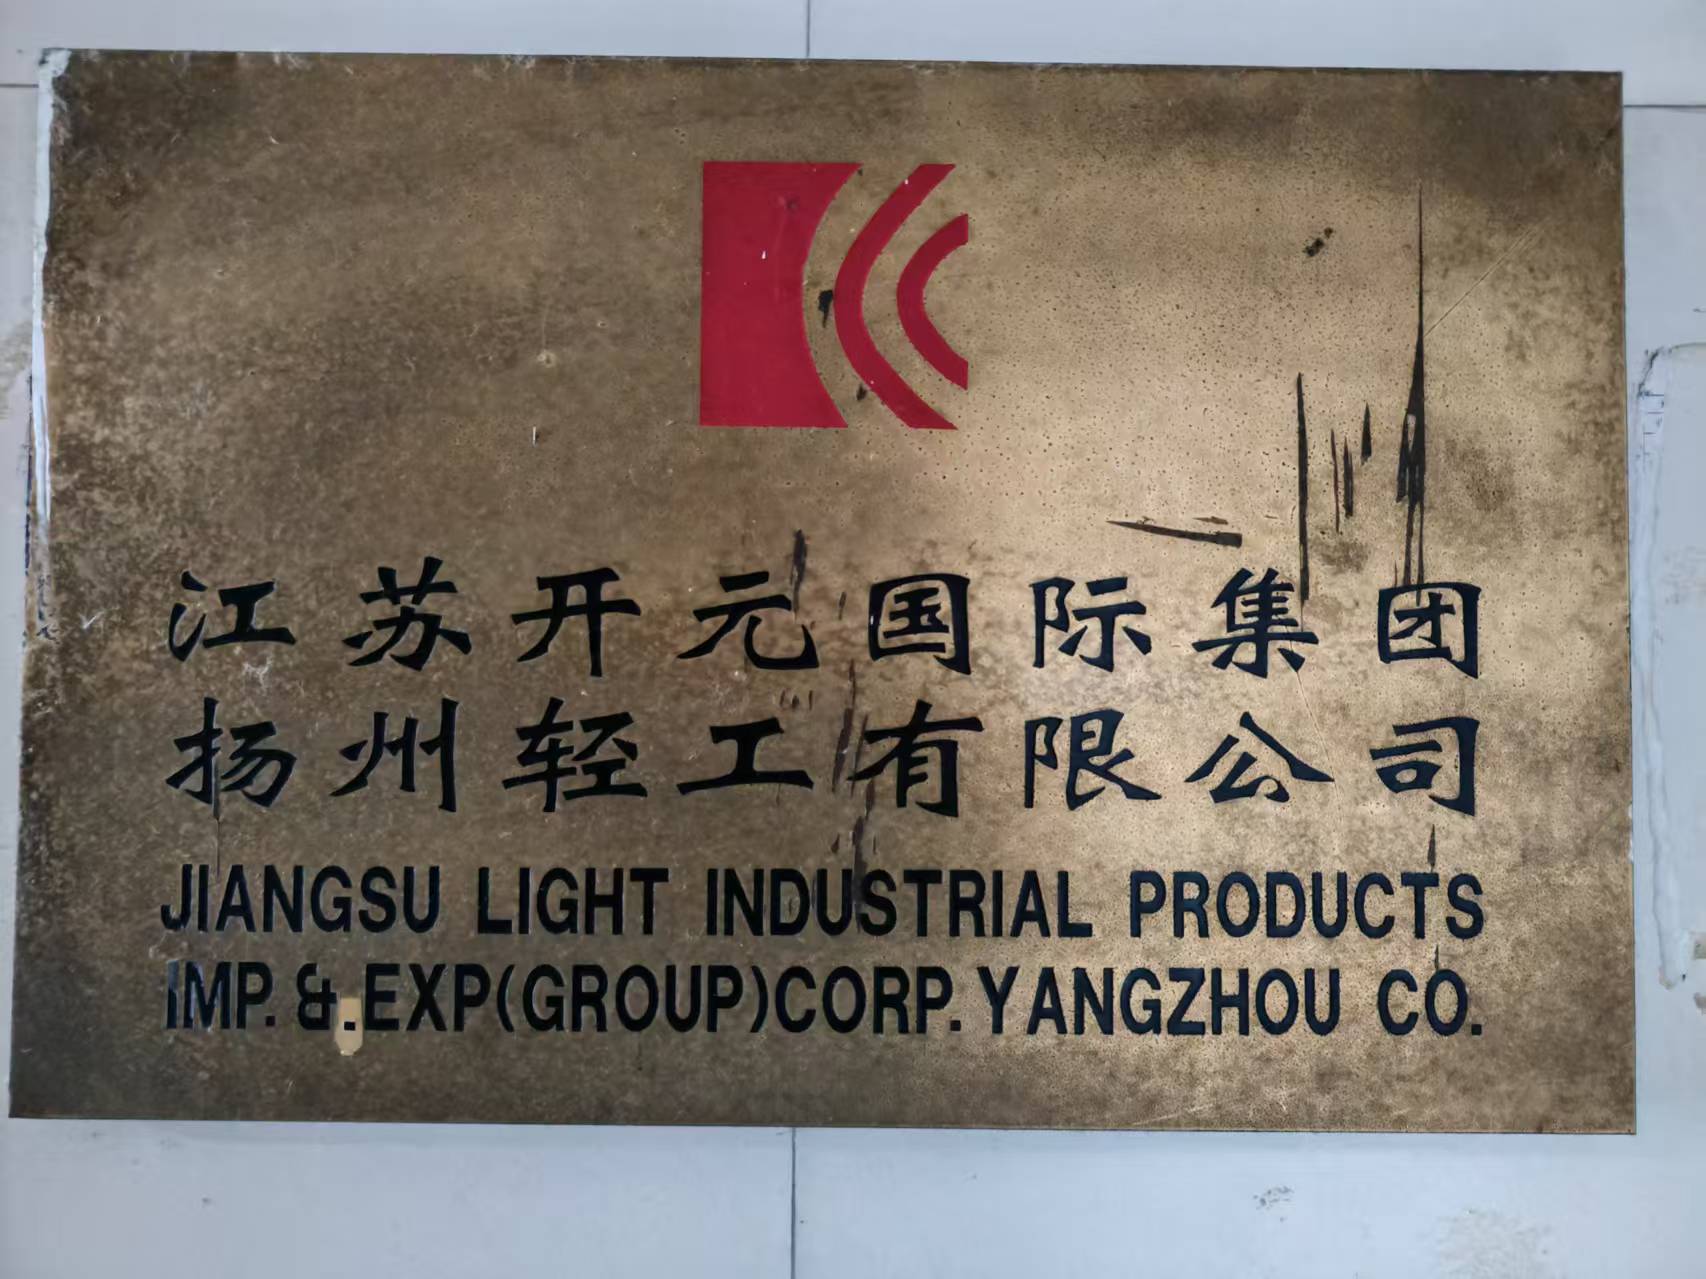 江苏开元国际集团
扬州轻工有限公司
JIANGSU LIGHT INDUSTRIAL PRODUCTS
IMP. &.EXP(GROUP)CORP.YANGZHOU CO.